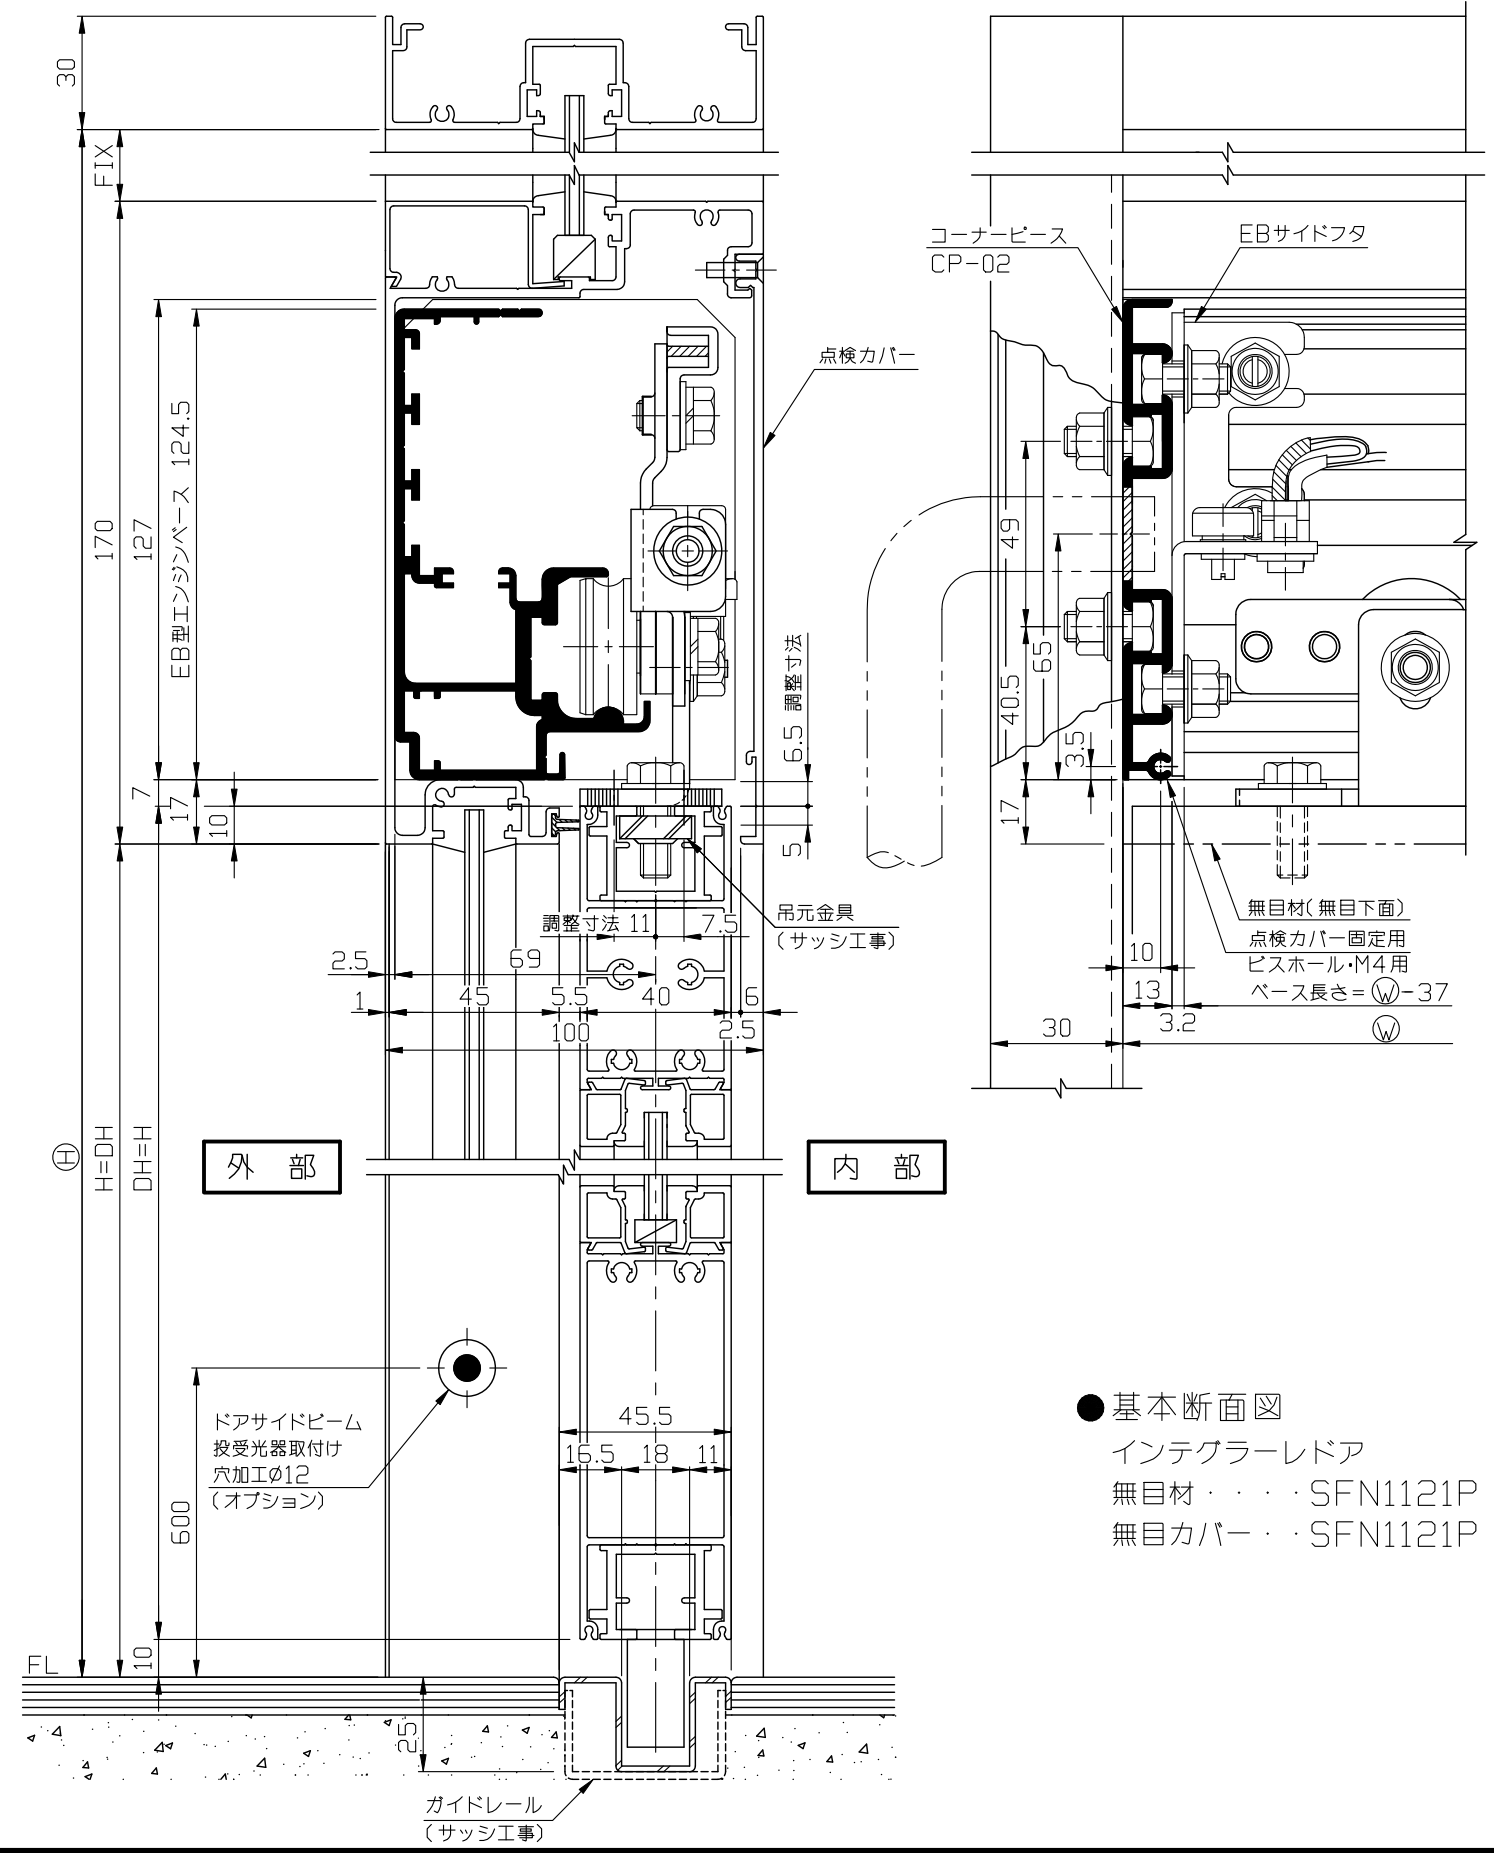 30
FIX
コーナーピース
CP-02
EBサイドフタ
点検カバー
EB型エンジンベース 124.5
170
127
49
65
40.5
3.5
17
6.5 調整寸法
7
17
10
5
吊元金具
(サッシ工事)
調整寸法 11
7.5
2.5
69
1
45
5.5
40
6
100
2.5
無目材(無目下面)
点検カバー固定用
ビスホール・M4用
ベース長さ=Ⓦ-37
10
13
3.2
30
Ⓦ
Ⓗ
H=DH
DH=H
外 部
内 部
ドアサイドビーム
投受光器取付け
穴加工Ø12
(オプション)
600
45.5
16.5
18
11
●基本断面図
インテグラーレドア
無目材・・・・SFN1121P
無目カバー・・SFN1121P
10
FL
25
ガイドレール
(サッシ工事)